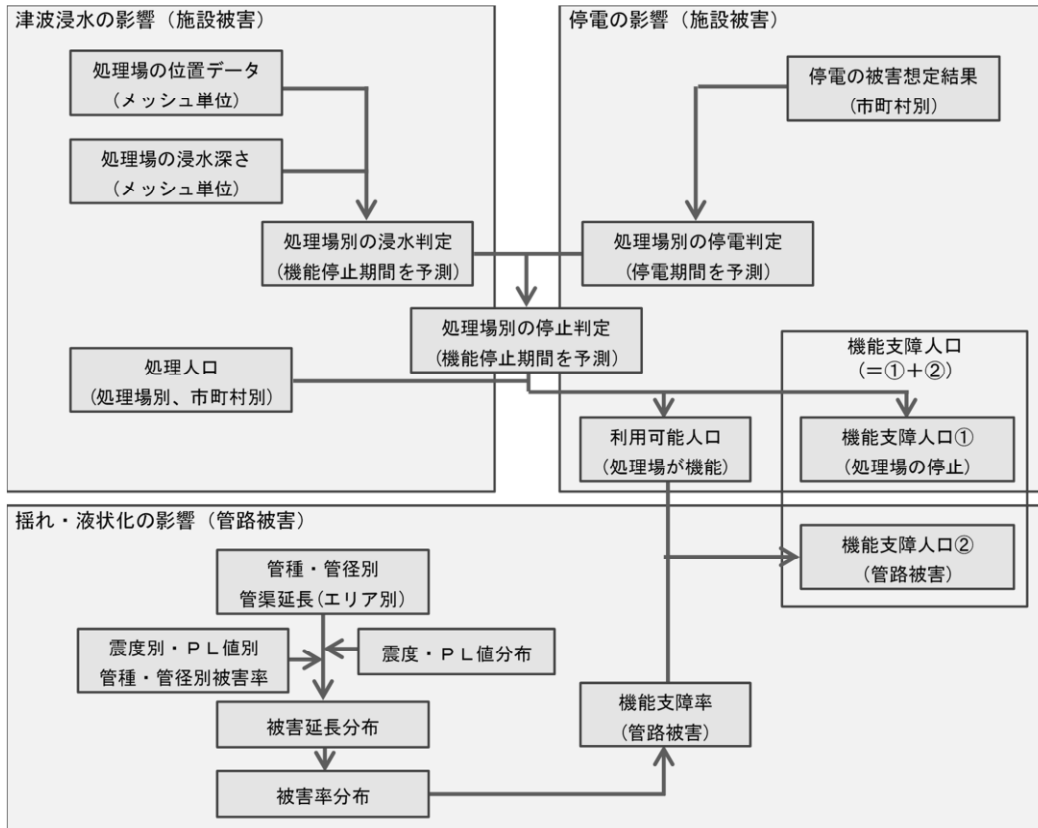 津波浸水の影響（施設被害）
処理場の位置データ
（メッシュ単位）
処理場の浸水深さ
（メッシュ単位）
処理場別の浸水判定
（機能停止期間を予測）
停電の影響（施設被害）
停電の被害想定結果
（市町村別）
処理場別の停電判定
（停電期間を予測）
処理場別の停止判定
（機能停止期間を予測）
処理人口
（処理場別、市町村別）
機能支障人口
（＝①＋②）
利用可能人口
（処理場が機能）
機能支障人口①
（処理場の停止）
揺れ・液状化の影響（管路被害）
機能支障人口②
（管路被害）
管種・管径別
管渠延長（エリア別）
震度別・ＰＬ値別
管種・管径別被害率
震度・ＰＬ値分布
被害延長分布
被害率分布
機能支障率
（管路被害）